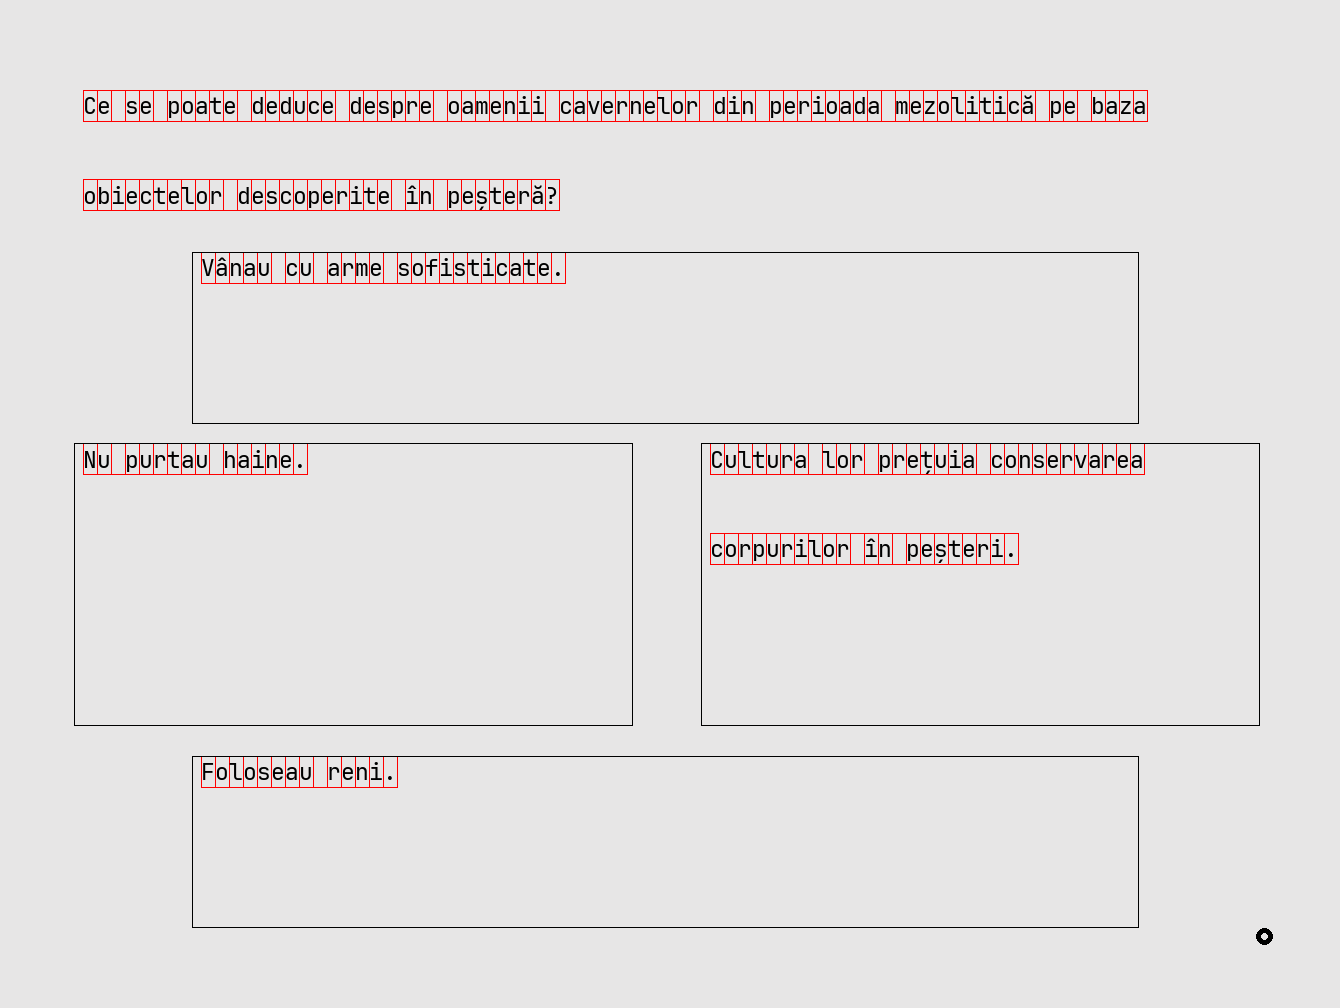 Ce se poate deduce despre oamenii cavernelor din perioada mezolitică pe baza
obiectelor descoperite în peșteră?
Vânau cu arme sofisticate.
Nu purtau haine.
Cultura lor prețuia conservarea
corpurilor în peșteri.
Foloseau reni.